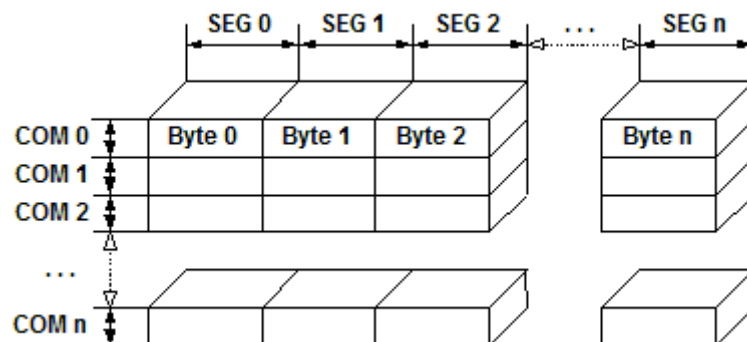 SEG 0 SEG 1 SEG 2 ... SEG n
COM 0 Byte 0 Byte 1 Byte 2 Byte n
COM 1
COM 2
...
COM n